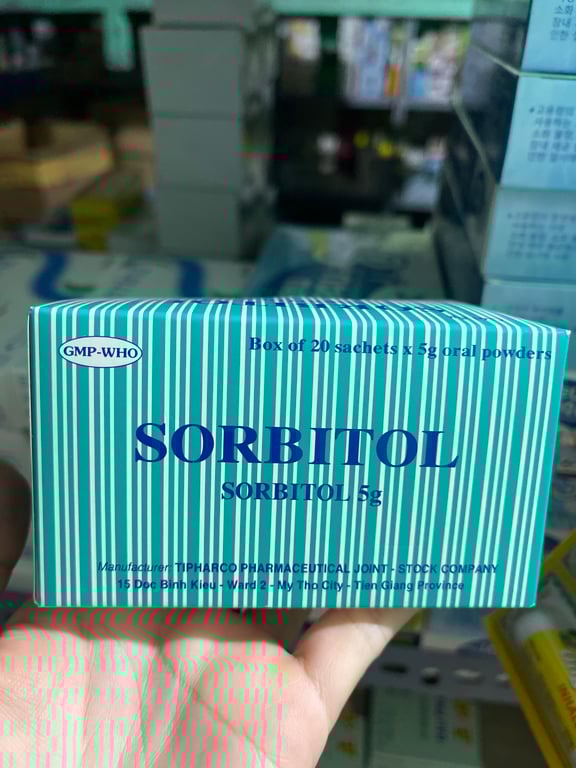 GMP-WHO
Box of 20 sachets x 5g oral powders
SORBITOL
SORBITOL 5g
Manufacturer: TIPHARCO PHARMACEUTICAL JOINT - STOCK COMPANY
15 Doc Binh Kieu - Ward 2 - My Tho City - Tien Giang Province